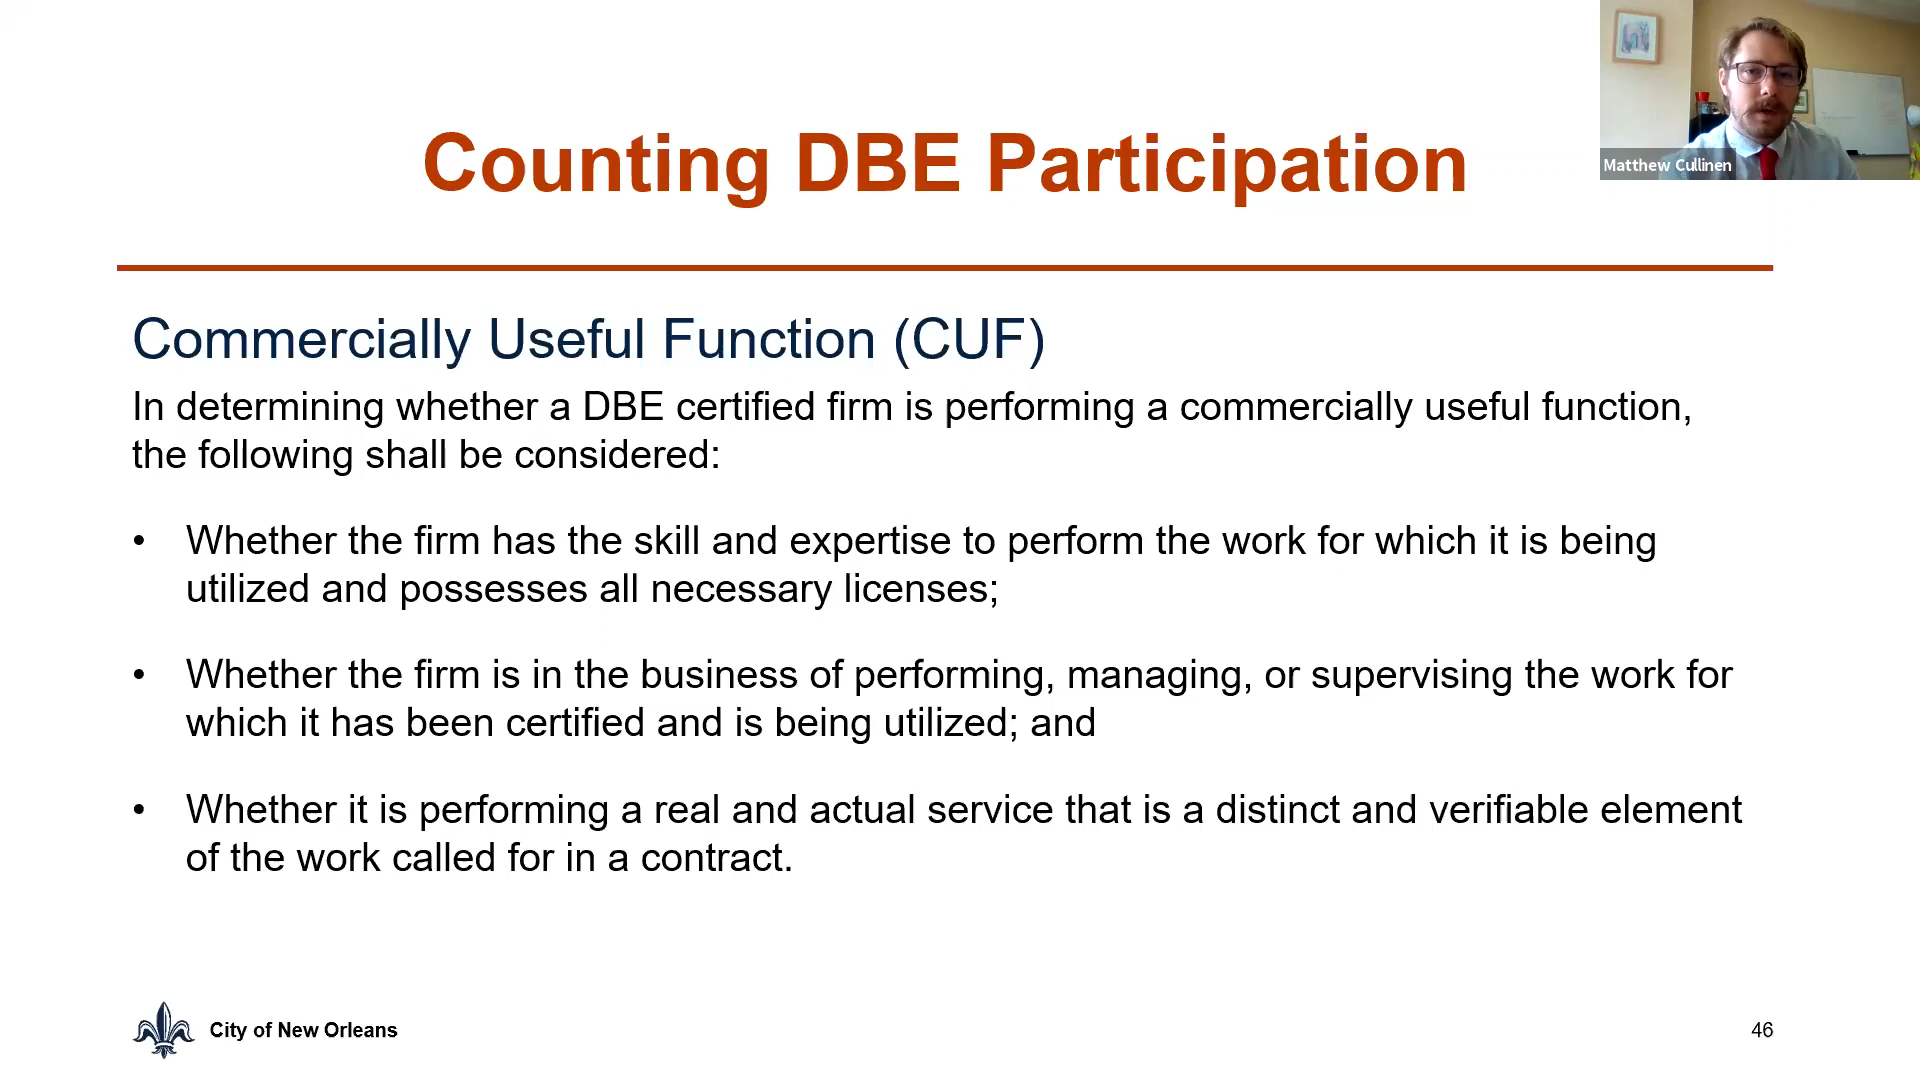 Counting DBE Participation
Matthew Cullinen
Commercially Useful Function (CUF)
In determining whether a DBE certified firm is performing a commercially useful function,
the following shall be considered:
• Whether the firm has the skill and expertise to perform the work for which it is being
utilized and possesses all necessary licenses;
• Whether the firm is in the business of performing, managing, or supervising the work for
which it has been certified and is being utilized; and
• Whether it is performing a real and actual service that is a distinct and verifiable element
of the work called for in a contract.
City of New Orleans
46